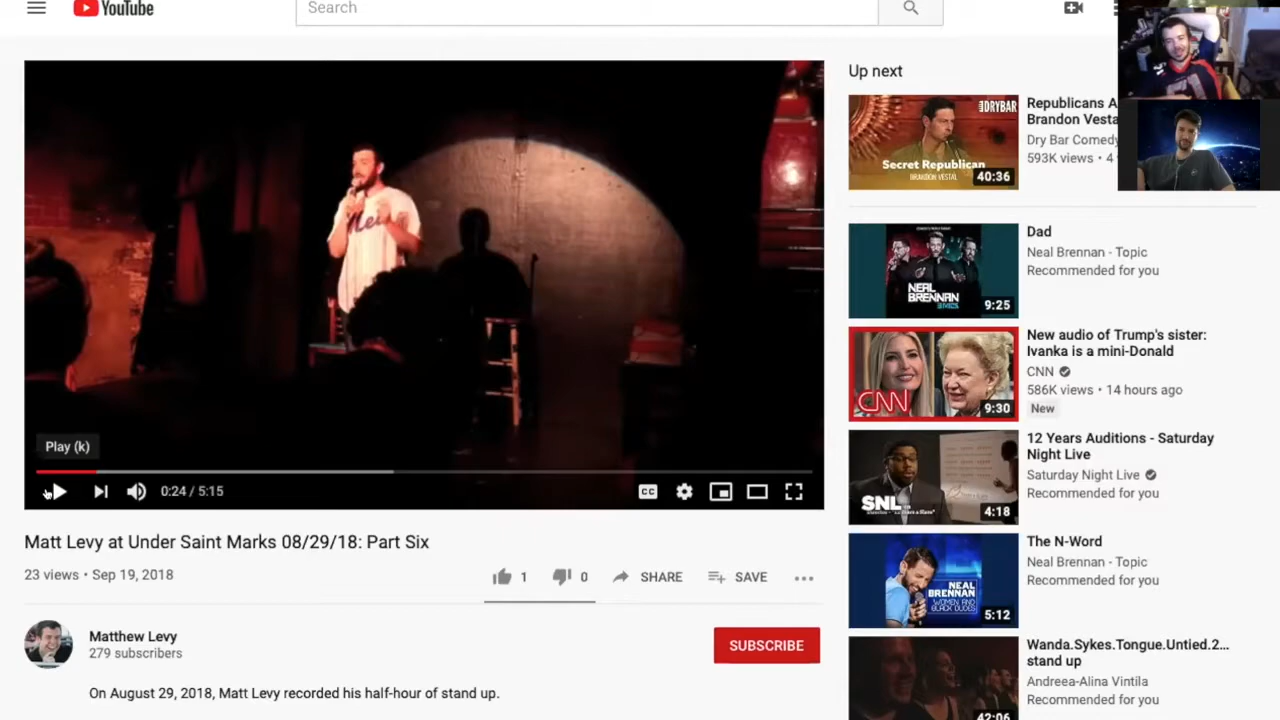 YouTube
Search
Up next
DRYBAR
Secret Republican
BRANDON VESTAL
40:36
Republicans A
Brandon Vesta
Dry Bar Comedy
593K views • 4
NEAL
BRENNAN
9:25
Dad
Neal Brennan - Topic
Recommended for you
CNN
9:30
New audio of Trump's sister:
Ivanka is a mini-Donald
CNN
586K views • 14 hours ago
New
SNL
4:18
12 Years Auditions - Saturday
Night Live
Saturday Night Live
Recommended for you
NEAL
BRENNAN
WOMEN AND
BLACK DUDES
5:12
The N-Word
Neal Brennan - Topic
Recommended for you
42:06
Wanda.Sykes.Tongue.Untied.2...
stand up
Andreea-Alina Vintila
Recommended for you
Play (k)
0:24 / 5:15
CC
Matt Levy at Under Saint Marks 08/29/18: Part Six
23 views • Sep 19, 2018
1
0
SHARE
SAVE
Matthew Levy
279 subscribers
SUBSCRIBE
On August 29, 2018, Matt Levy recorded his half-hour of stand up.